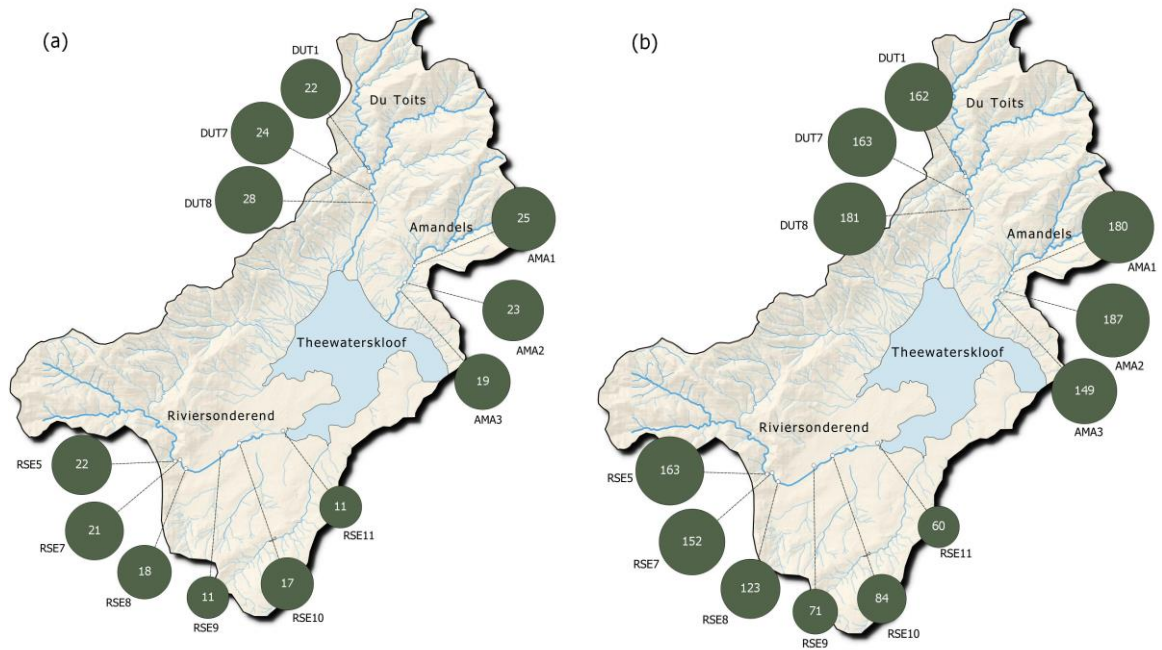 (a)
DUT1
22
Du Toits
DUT7
24
DUT8
28
Amandels
25
AMA1
23
AMA2
Theewaterskloof
19
AMA3
Riviersonderend
RSE5
22
RSE7
21
RSE8
18
RSE9
11
17
RSE10
11
RSE11
(b)
DUT1
162
Du Toits
DUT7
163
DUT8
181
Amandels
180
AMA1
187
AMA2
Theewaterskloof
149
AMA3
Riviersonderend
RSE5
163
RSE7
152
RSE8
123
RSE9
71
84
RSE10
60
RSE11